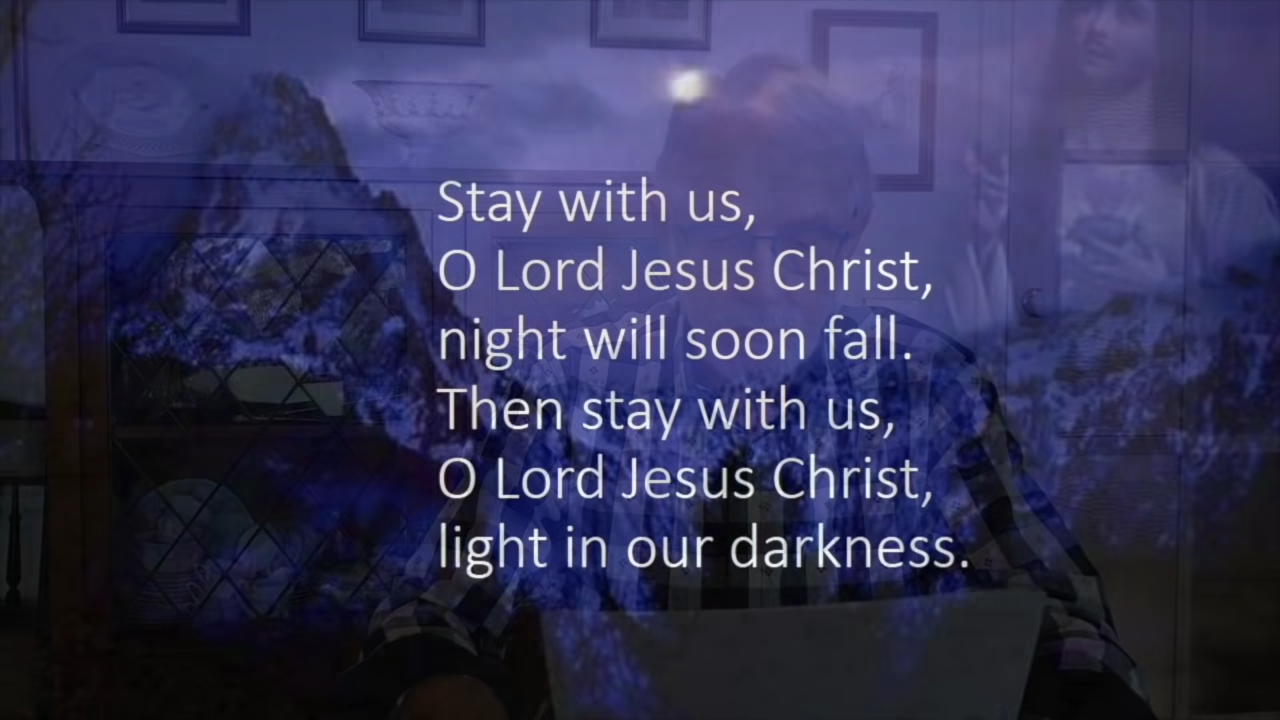 Stay with us,
O Lord Jesus Christ,
night will soon fall.
Then stay with us,
O Lord Jesus Christ,
light in our darkness.